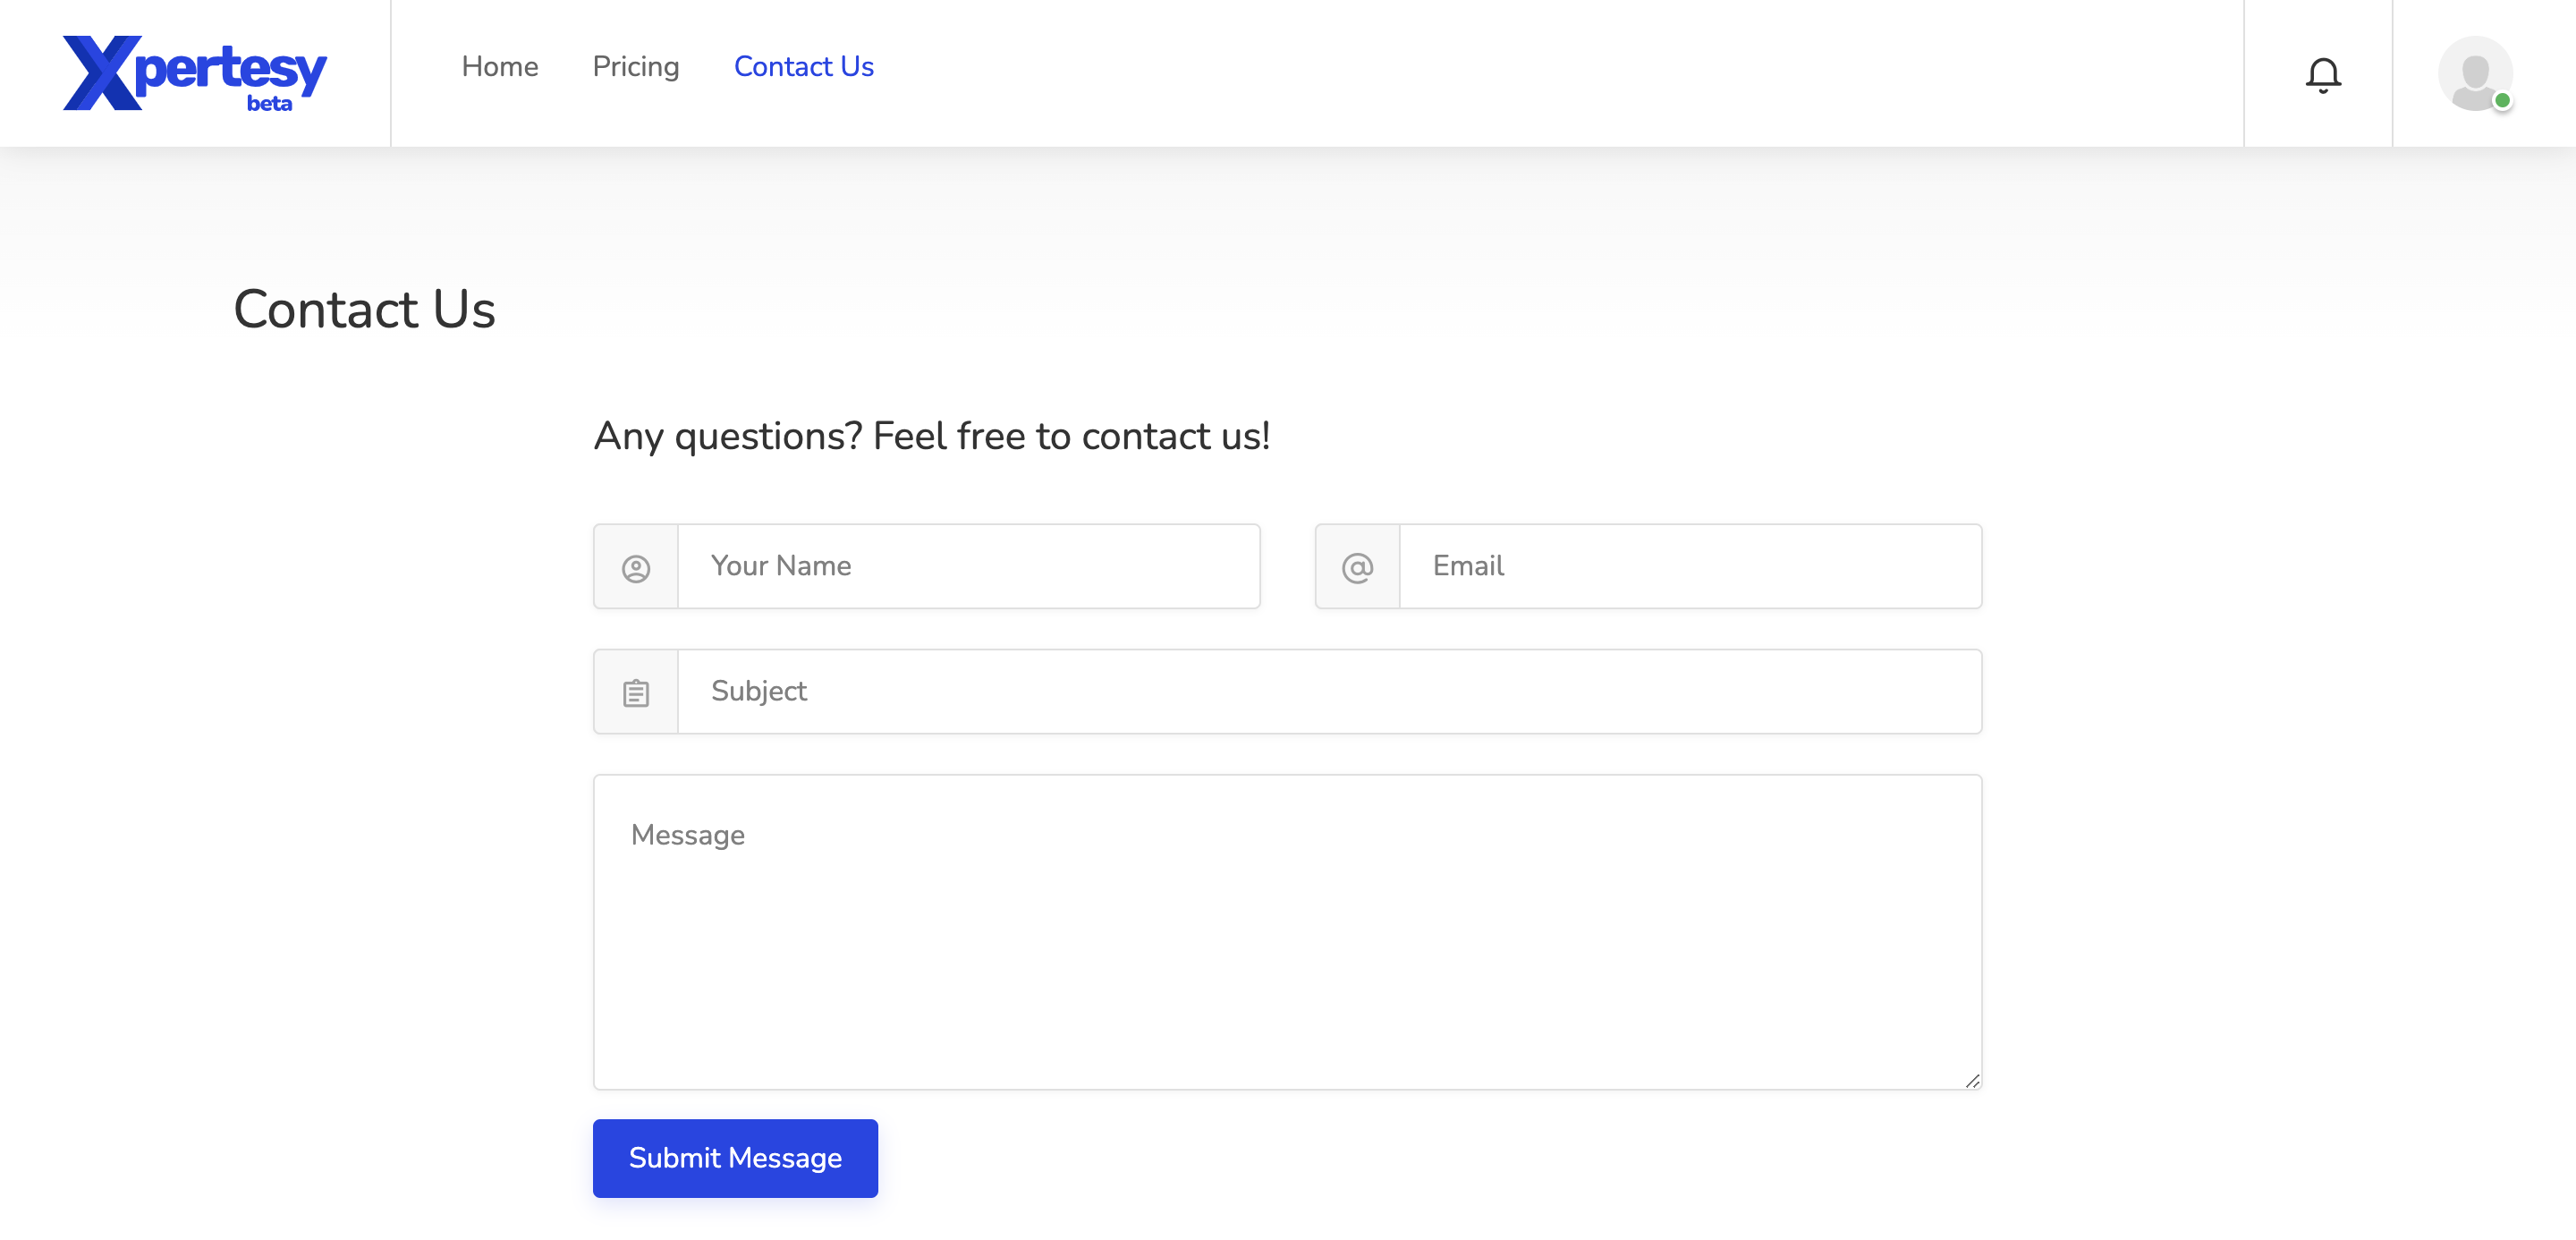 Xpertesy
beta
Home Pricing Contact Us
Contact Us
Any questions? Feel free to contact us!
Your Name
Email
Subject
Message
Submit Message